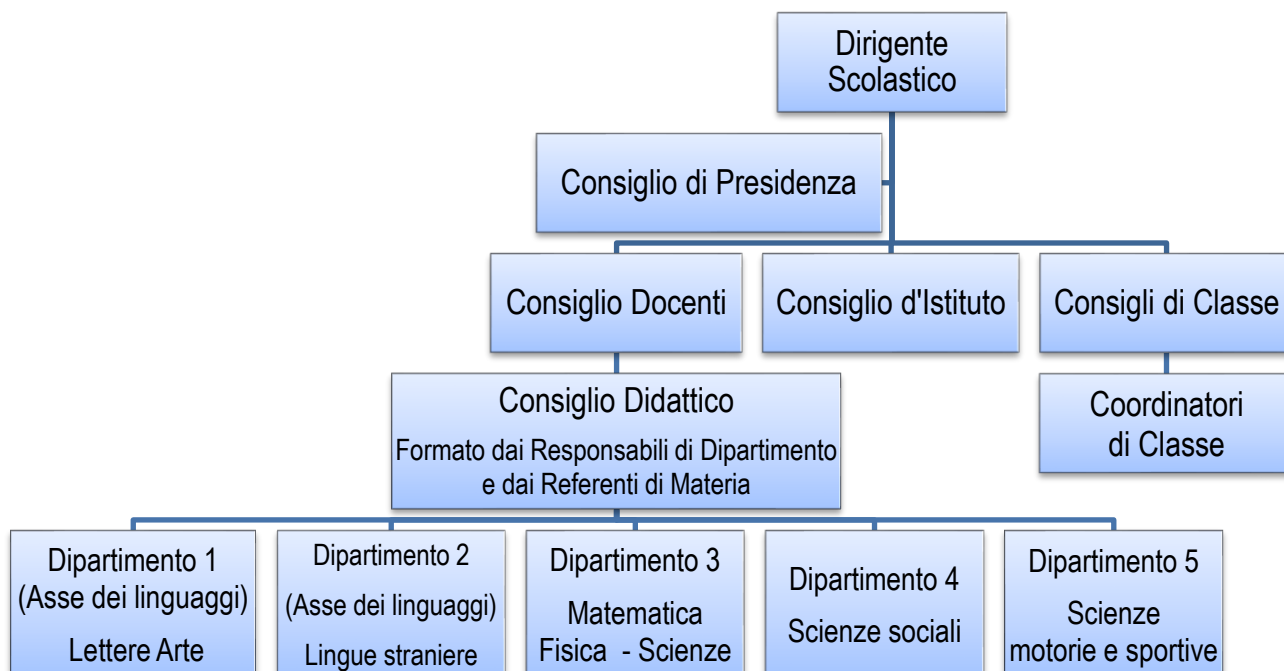 Dirigente
Scolastico
Consiglio di Presidenza
Consiglio Docenti
Consiglio d'Istituto
Consigli di Classe
Consiglio Didattico
Formato dai Responsabili di Dipartimento
e dai Referenti di Materia
Coordinatori
di Classe
Dipartimento 1
(Asse dei linguaggi)
Lettere Arte
Dipartimento 2
(Asse dei linguaggi)
Lingue straniere
Dipartimento 3
Matematica
Fisica - Scienze
Dipartimento 4
Scienze sociali
Dipartimento 5
Scienze
motorie e sportive